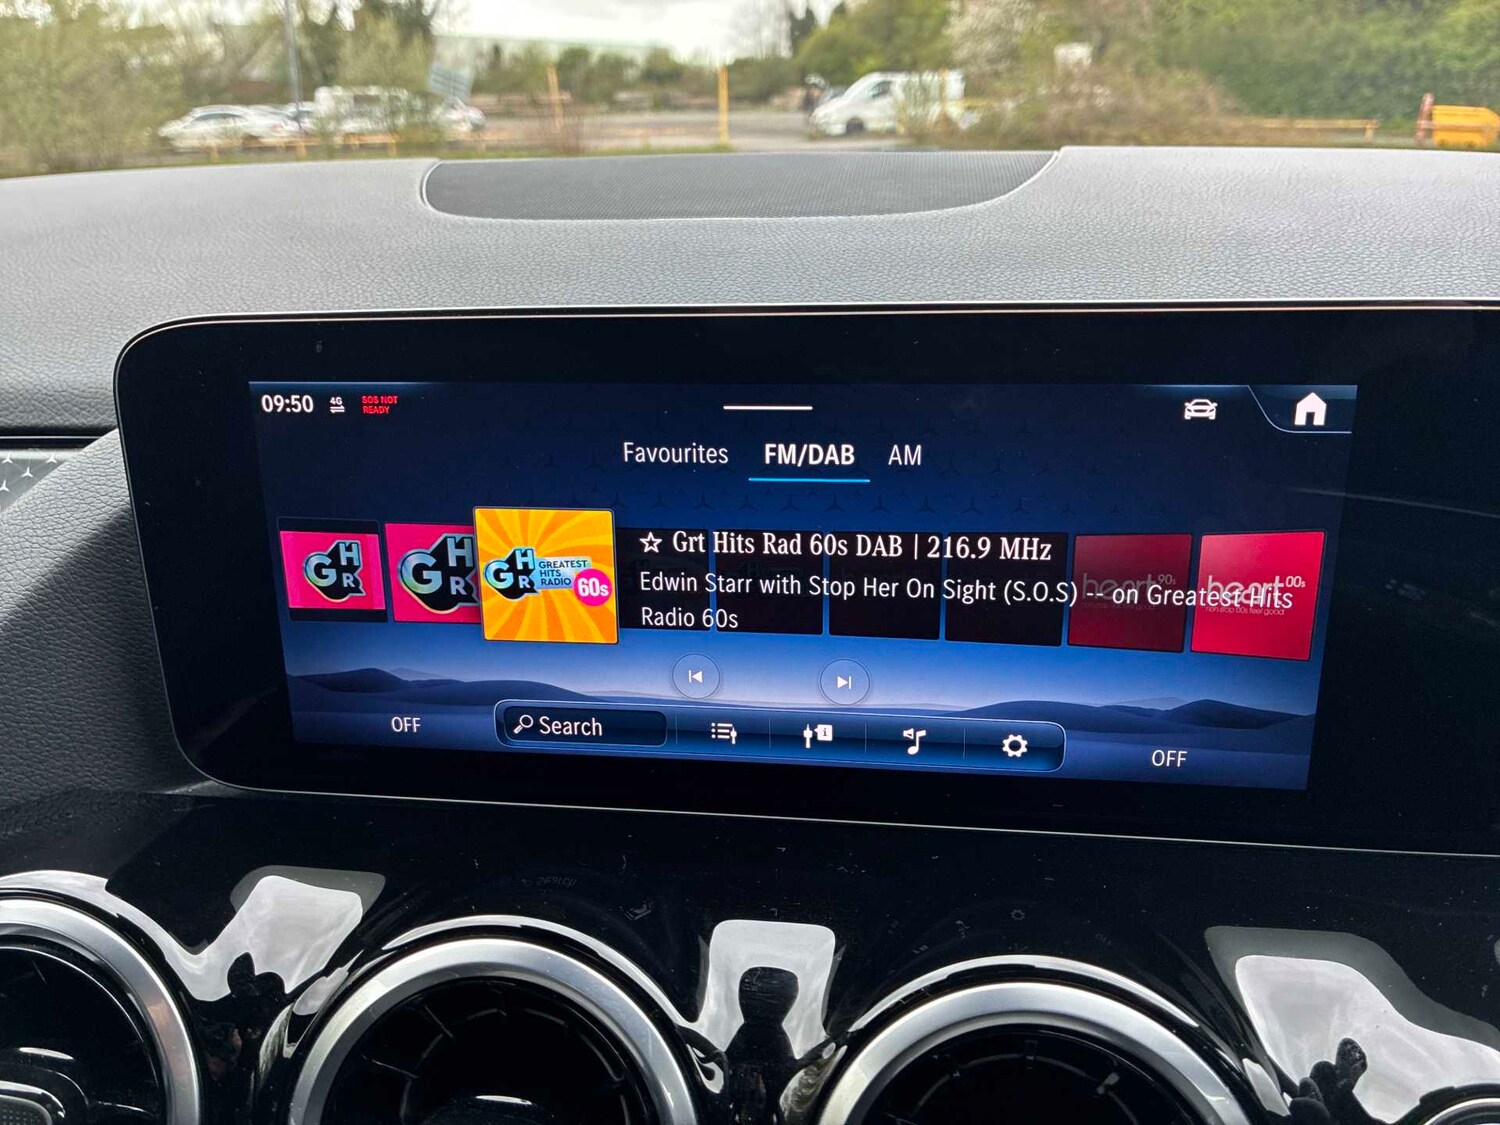 09:50 4G SOS NOT READY
Favourites FM/DAB AM
GHR
GHR
GHR GREATEST HITS RADIO 60s
☆ Grt Hits Rad 60s DAB | 216.9 MHz
Edwin Starr with Stop Her On Sight (S.O.S) -- on Greatest Hits
Radio 60s
heart 90s
heart 00s
OFF
Search
OFF